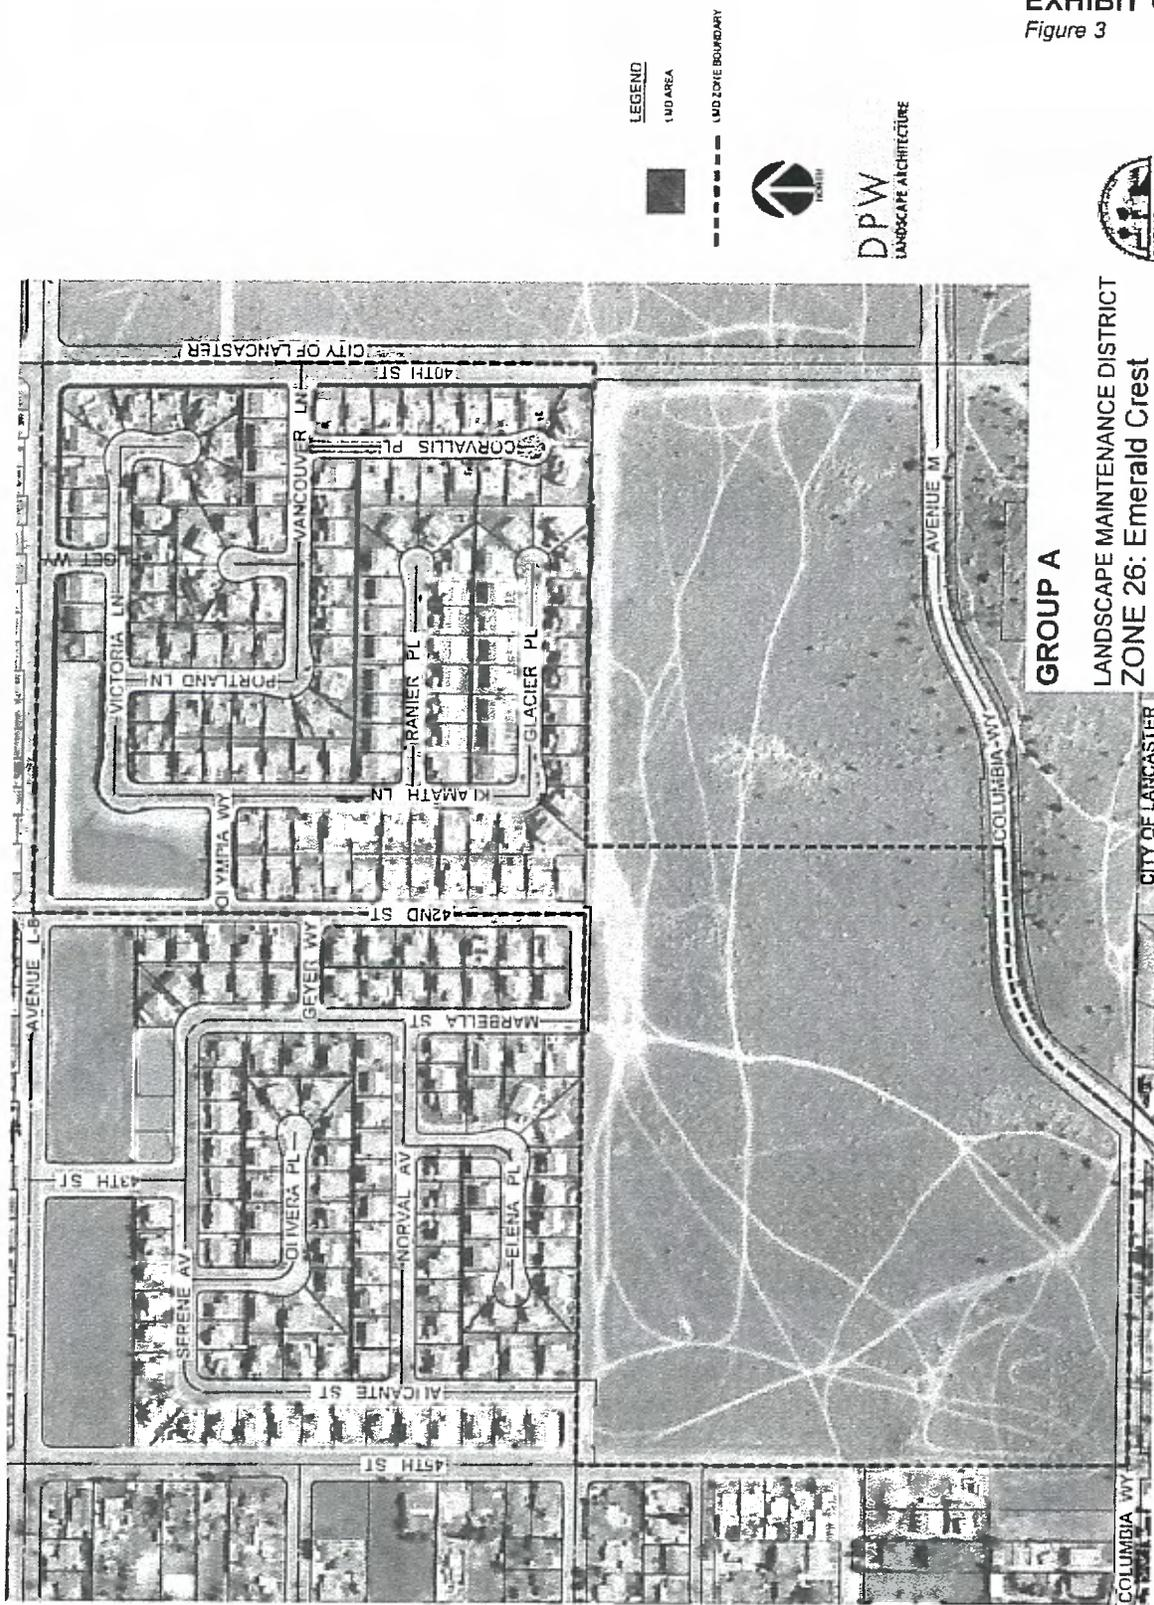 EXHIBIT
Figure 3
LEGEND
LMD AREA
LMD ZONE BOUNDARY
NORTH
DPW
LANDSCAPE ARCHITECTURE
GROUP A
LANDSCAPE MAINTENANCE DISTRICT
ZONE 26: Emerald Crest
CITY OF LANCASTER
40TH ST
CORVALLIS PL
VANCOUVER LN
PUGET WY
VICTORIA LN
PORTLAND LN
RANIER PL
GLACIER PL
KLAMATH LN
OLYMPIA WY
42ND ST
AVENUE L-8
GEYER WY
MARBELLA ST
43TH ST
SERENE AV
OLIVERA PL
NORVAL AV
ELENA PL
ALICANTE ST
45TH ST
AVENUE M
COLUMBIA WY
CITY OF LANCASTER
COLUMBIA WY